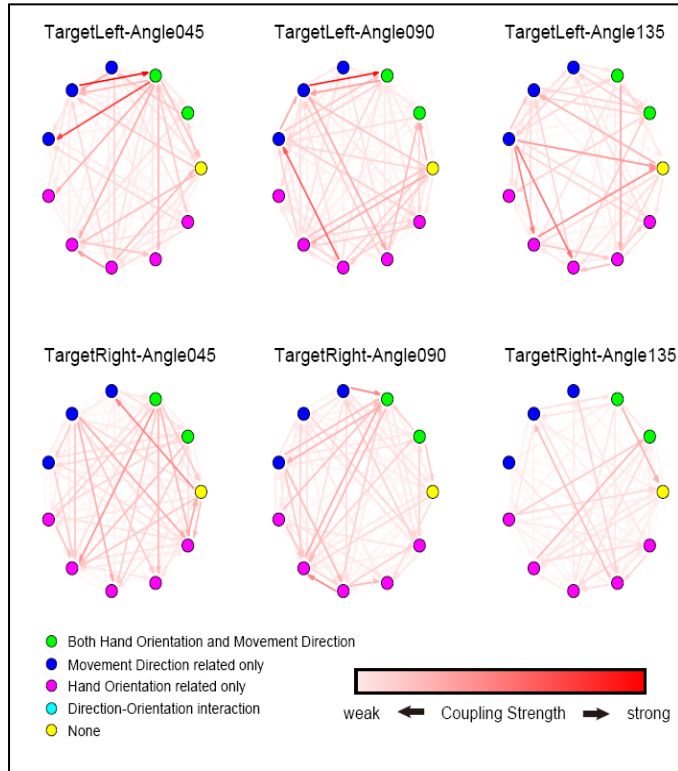 TargetLeft-Angle045 TargetLeft-Angle090 TargetLeft-Angle135
TargetRight-Angle045 TargetRight-Angle090 TargetRight-Angle135
Both Hand Orientation and Movement Direction
Movement Direction related only
Hand Orientation related only
Direction-Orientation interaction
None
weak Coupling Strength strong